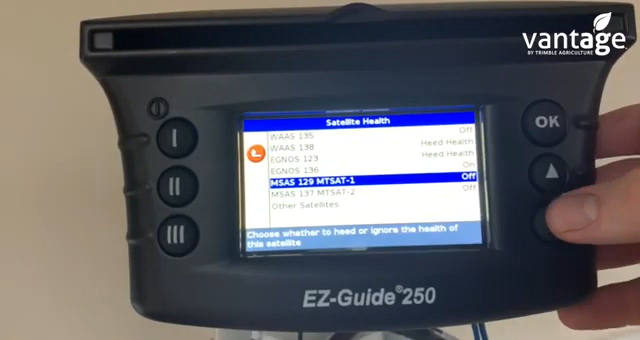 vantage
BY TRIMBLE AGRICULTURE
Satellite Health
WAAS 135 Off
WAAS 138 Heed Health
EGNOS 123 Heed Health
EGNOS 136 On
MSAS 129 MTSAT-1 Off
MSAS 137 MTSAT-2 Off
Other Satellites
Choose whether to heed or ignore the health of
this satellite
I
II
III
OK
EZ-Guide®250